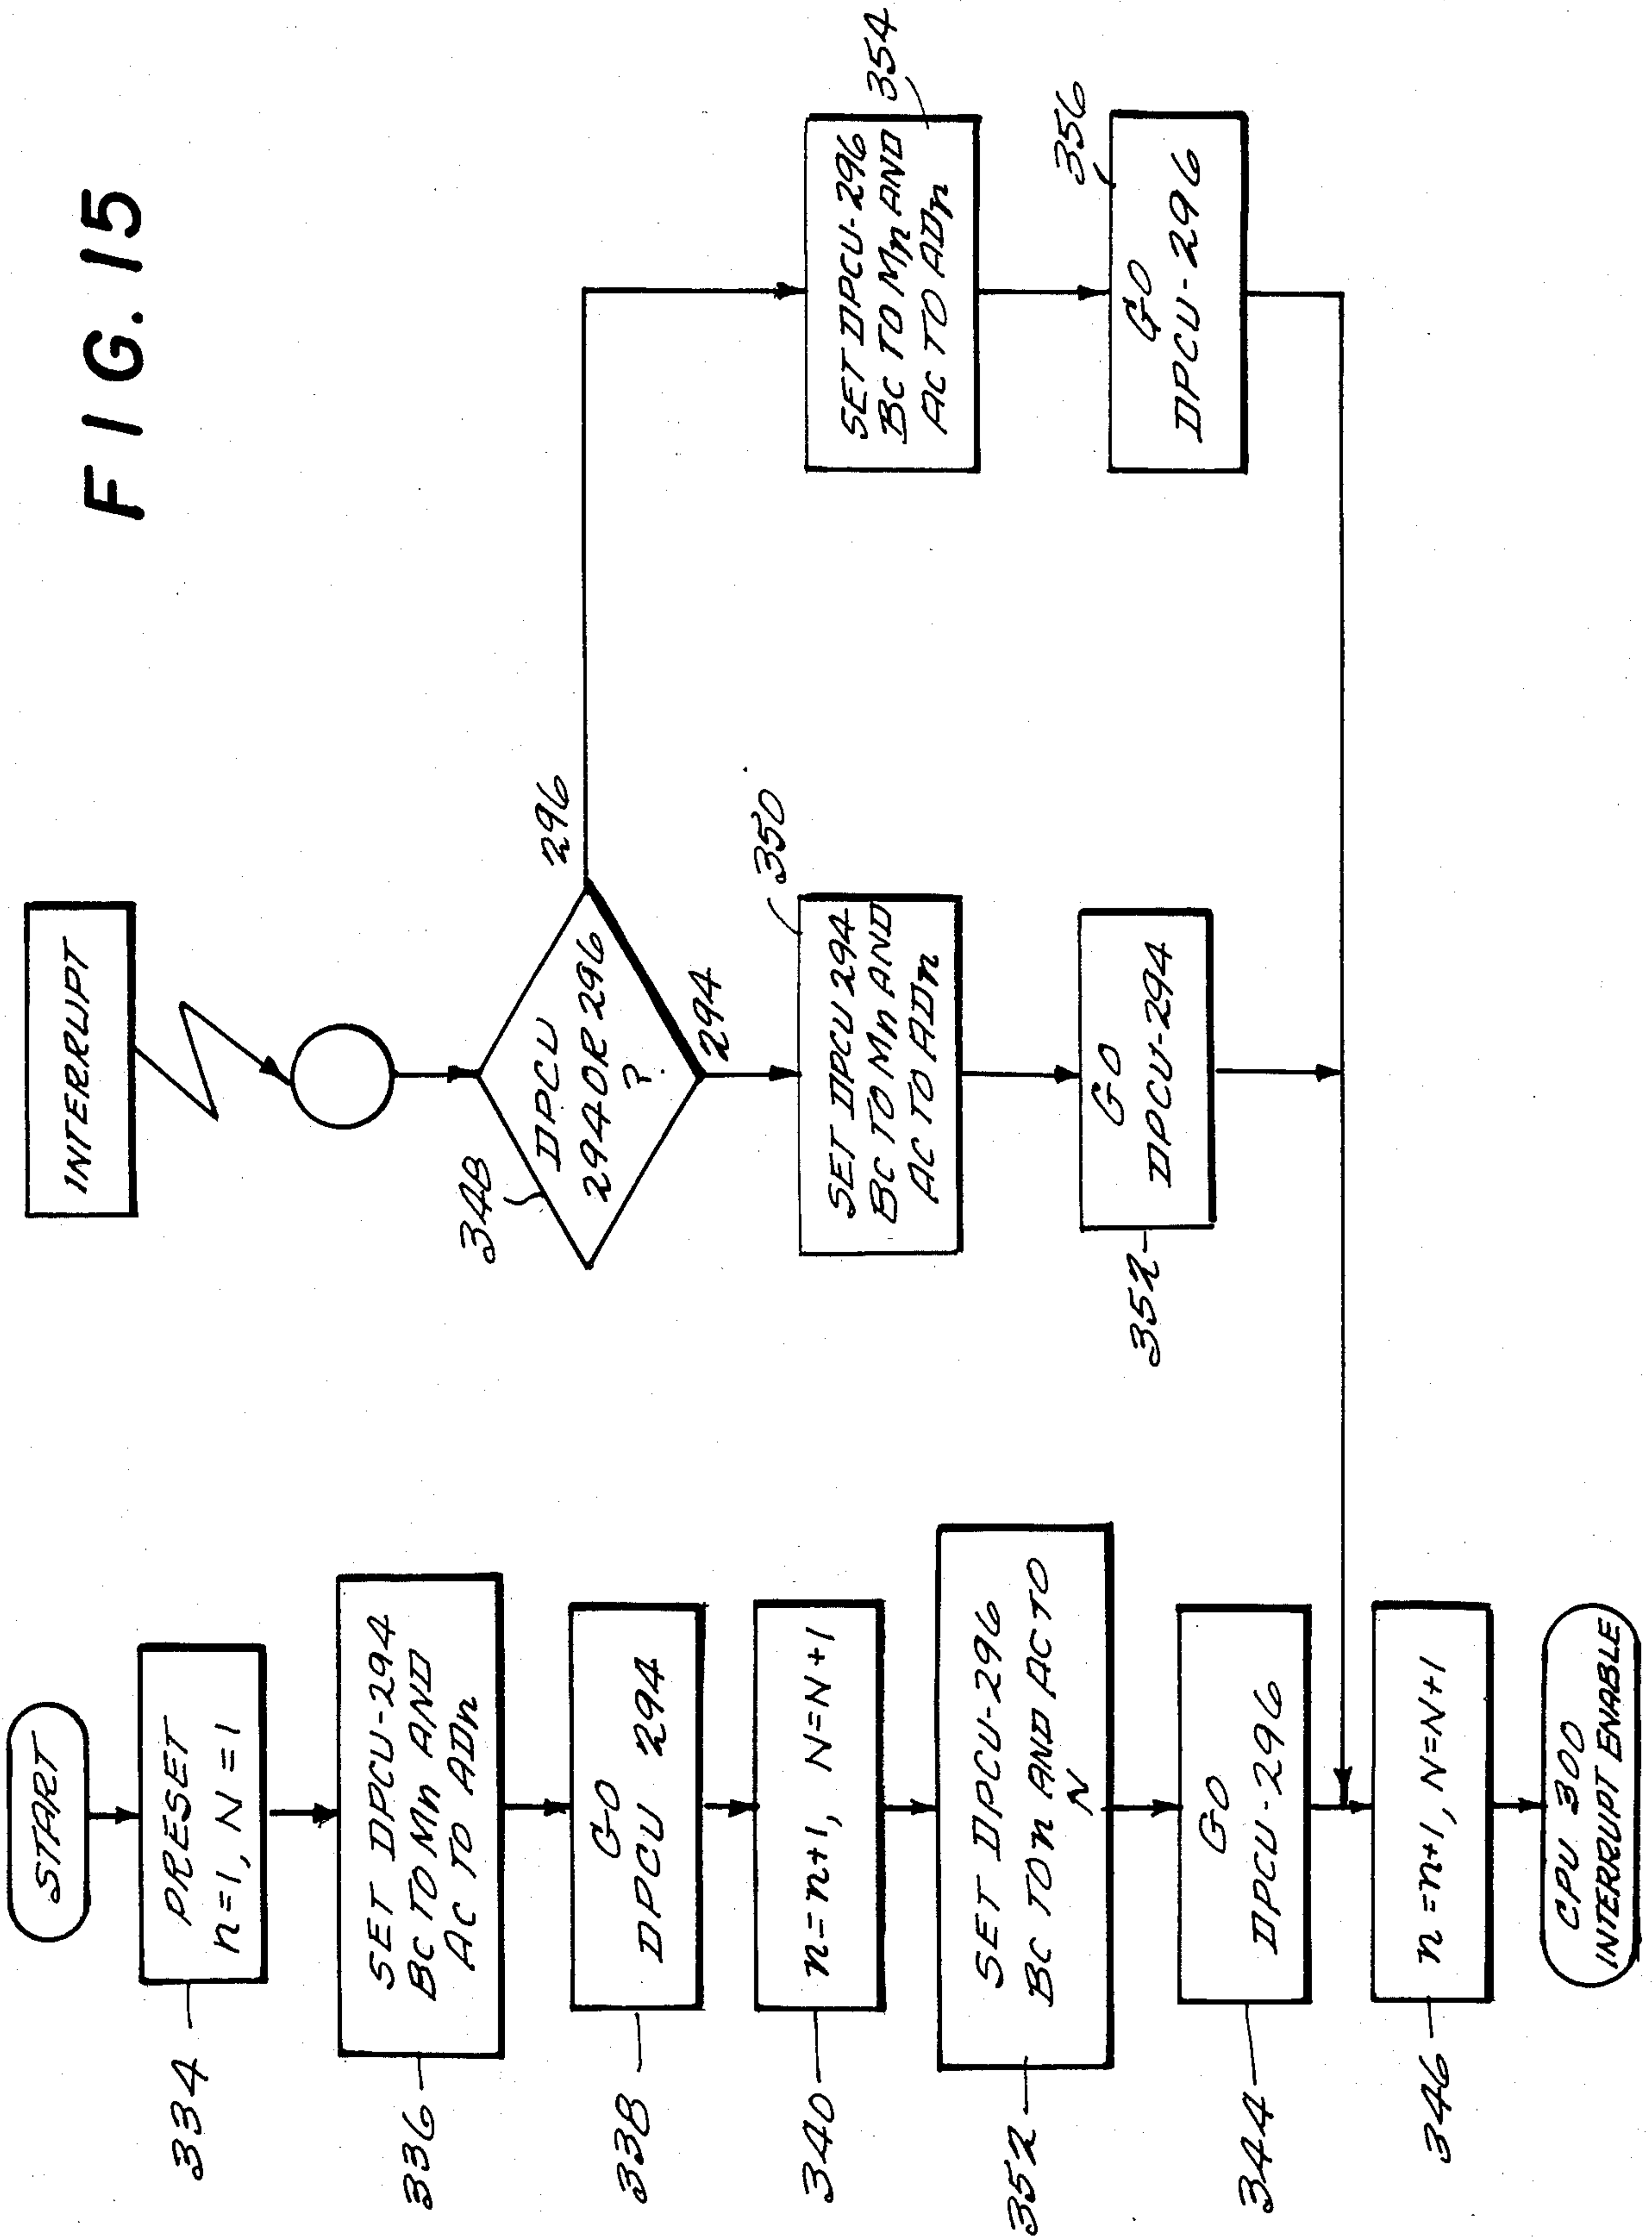 FIG. 15
START
334
PRESET
n=1, N=1
336
SET DPCU-294
BC TO Mn AND
AC TO ADn
338
GO
DPCU 294
340
n=n+1, N=N+1
352
SET DPCU-296
BC TO n AND AC TO
N
344
GO
DPCU-296
346
n=n+1, N=N+1
CPU 300
INTERRUPT ENABLE
INTERRUPT
348
DPCU
294 OR 296
?
296
294
350
SET DPCU 294
BC TO Mn AND
AC TO ADn
352
GO
DPCU-294
354
SET DPCU-296
BC TO Mn AND
AC TO ADn
356
GO
DPCU-296